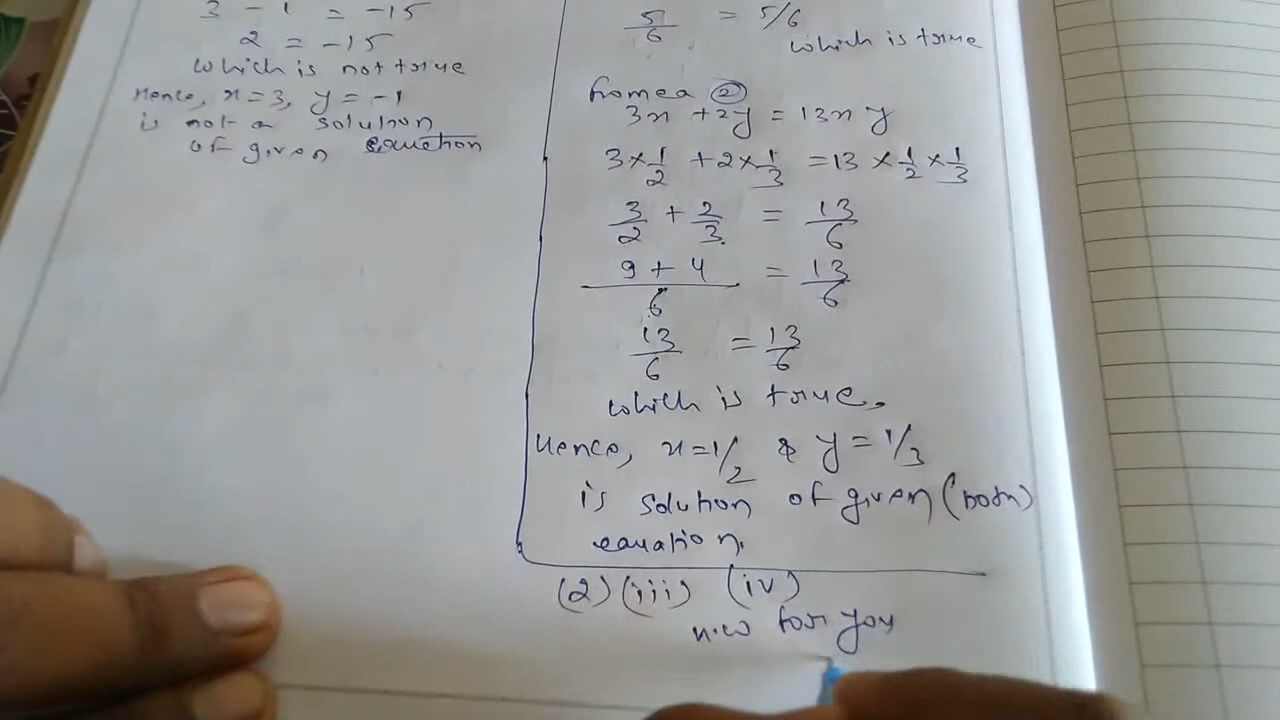 3 - 1 = -15
2 = -15
which is not true
Hence, x=3, y=-1
is not a solution
of given equation
5/6 = 5/6
which is true
from eq ②
3x + 2y = 13x y
3×1/2 + 2×1/3 = 13 × 1/2 × 1/3
3/2 + 2/3 = 13/6
9 + 4/6 = 13/6
13/6 = 13/6
which is true.
Hence, x=1/2 & y=1/3
is solution of given (both)
equation.
(2) (iii) (iv)
H.W for you